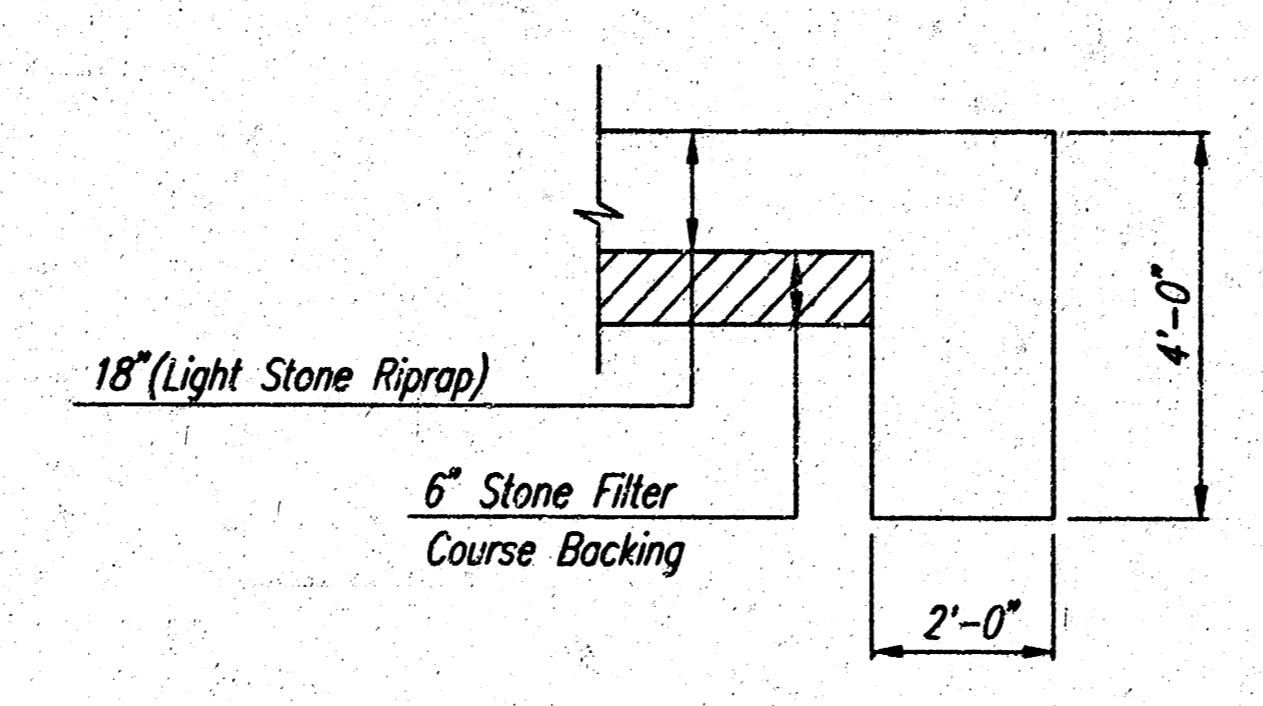 4'-0"
18"(Light Stone Riprap)
6" Stone Filter
Course Backing
2'-0"